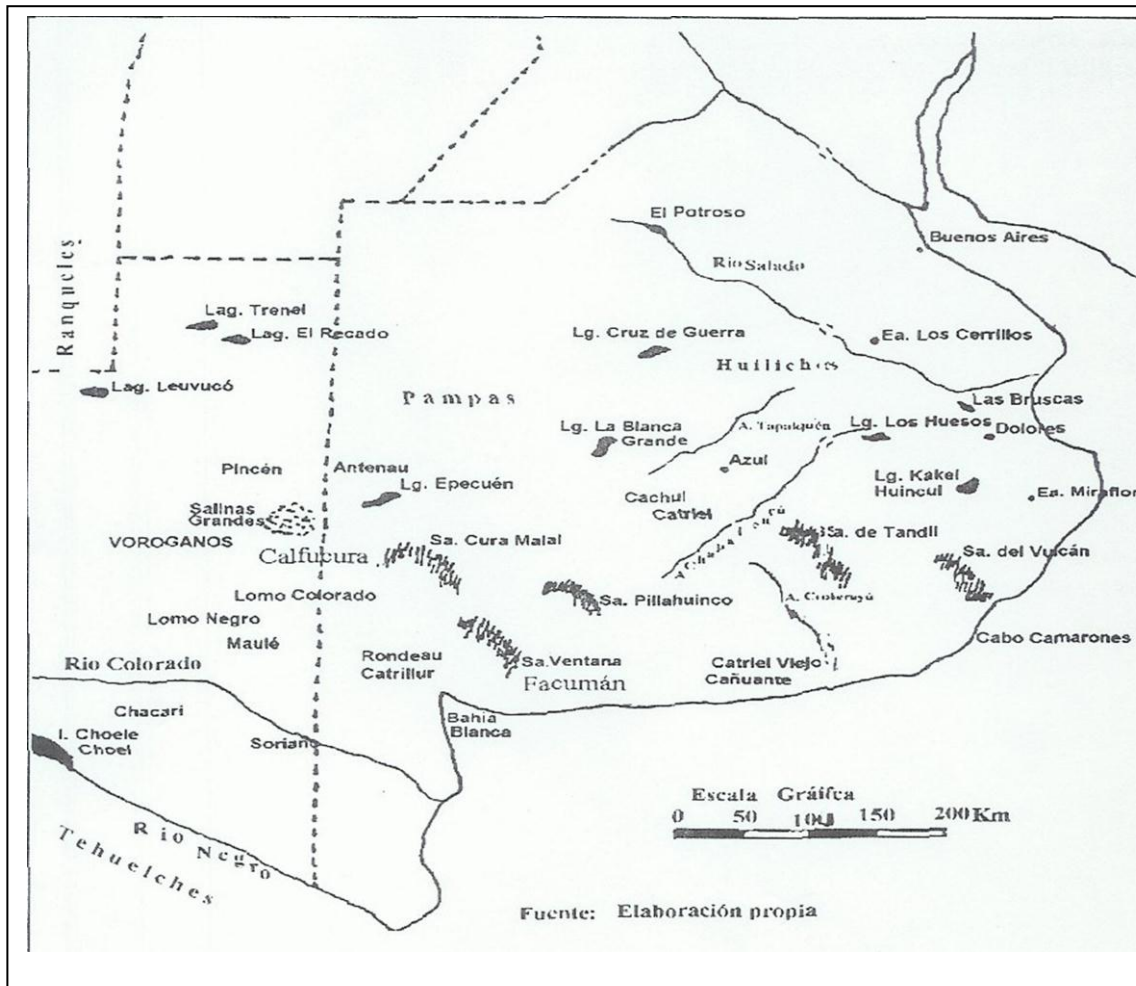 Ranqueles
El Potroso
Rio Salado
Buenos Aires
Lag. Trenel
Lag. El Recado
Lg. Cruz de Guerra
Ea. Los Cerrillos
Huiliches
Lag. Leuvucó
Pampas
Las Bruscas
Lg. La Blanca
Grande
A. Tapalquén
Lg. Los Huesos
Dolores
Pincén
Antenau
Azul
Lg. Epecuén
Cachul
Catriel
Lg. Kakel
Huincul
Ea. Miraflor
Salinas
Grandes
VOROGANOS
Calfucura
Sa. Cura Malal
Sa. de Tandil
Sa. del Vulcán
Lomo Colorado
Sa. Pillahuinco
Lomo Negro
Maulé
Cabo Camarones
Rio Colorado
Rondeau
Catrillur
Sa. Ventana
Facumán
Catriel Viejo
Cañuante
Chacari
Bahia
Blanca
I. Choele
Choel
Soriano
Rio Negro
Tehuelches
Escala Gráifca
0 50 100 150 200 Km
Fuente: Elaboración propia